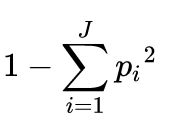 $1 - \sum_{i=1}^{J} {p_i}^2$